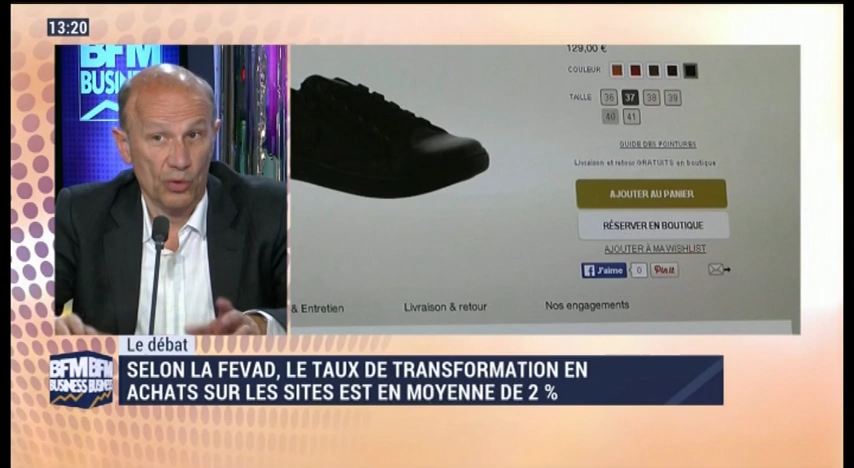 13:20
BFM
BUSINESS
129,00 €
COULEUR
TAILLE 36 37 38 39
40 41
GUIDE DES POINTURES
Livraison et retour GRATUITS en boutique
AJOUTER AU PANIER
RÉSERVER EN BOUTIQUE
AJOUTER À MA WISHLIST
J'aime 0 Pin it
& Entretien Livraison & retour Nos engagements
Le débat
BFM BFM
BUSINESS BUSINESS
SELON LA FEVAD, LE TAUX DE TRANSFORMATION EN
ACHATS SUR LES SITES EST EN MOYENNE DE 2 %